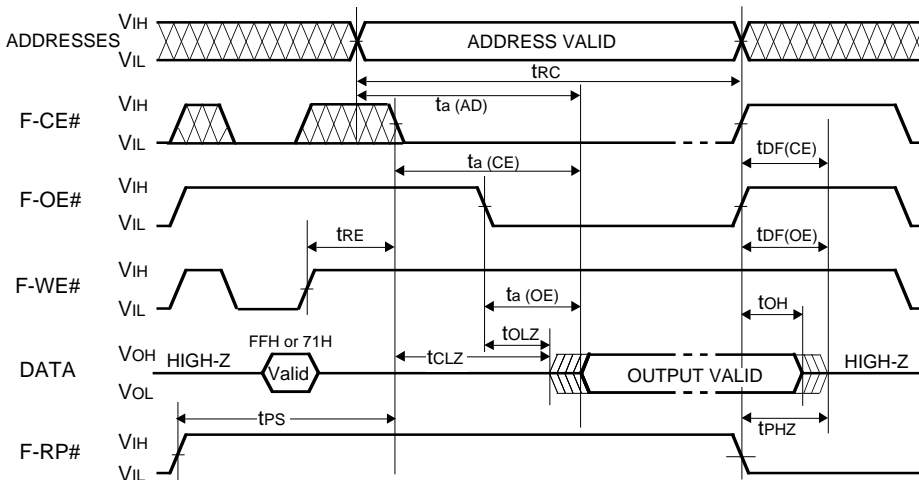 ADDRESSES VIH VIL ADDRESS VALID
tRC
ta (AD)
F-CE# VIH VIL
tDF(CE)
ta (CE)
F-OE# VIH VIL
tRE
tDF(OE)
F-WE# VIH VIL
ta (OE)
tOH
tOLZ
DATA VOH VOL HIGH-Z FFH or 71H Valid tCLZ OUTPUT VALID HIGH-Z
tPS
tPHZ
F-RP# VIH VIL